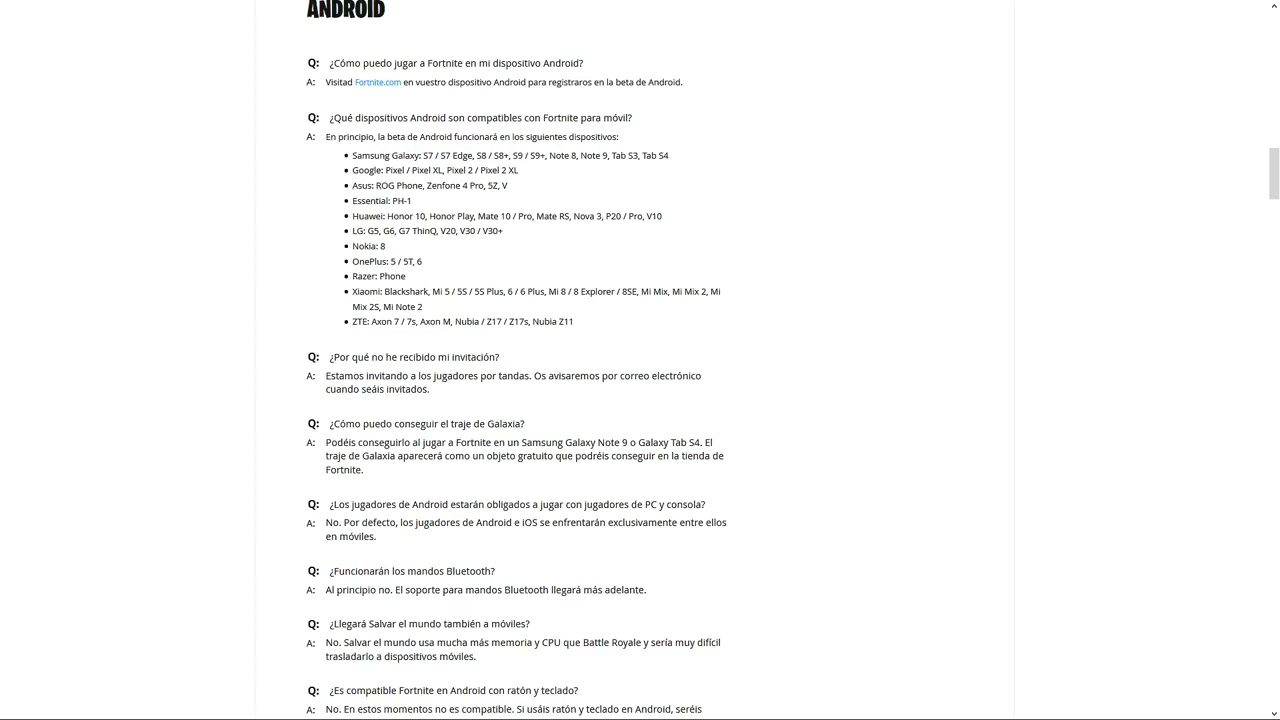 ANDROID
Q: ¿Cómo puedo jugar a Fortnite en mi dispositivo Android?
A: Visitad Fortnite.com en vuestro dispositivo Android para registraros en la beta de Android.
Q: ¿Qué dispositivos Android son compatibles con Fortnite para móvil?
A: En principio, la beta de Android funcionará en los siguientes dispositivos:
• Samsung Galaxy: S7 / S7 Edge, S8 / S8+, S9 / S9+, Note 8, Note 9, Tab S3, Tab S4
• Google: Pixel / Pixel XL, Pixel 2 / Pixel 2 XL
• Asus: ROG Phone, Zenfone 4 Pro, 5Z, V
• Essential: PH-1
• Huawei: Honor 10, Honor Play, Mate 10 / Pro, Mate RS, Nova 3, P20 / Pro, V10
• LG: G5, G6, G7 ThinQ, V20, V30 / V30+
• Nokia: 8
• OnePlus: 5 / 5T, 6
• Razer: Phone
• Xiaomi: Blackshark, Mi 5 / 5S / 5S Plus, 6 / 6 Plus, Mi 8 / 8 Explorer / 8SE, Mi Mix, Mi Mix 2, Mi
Mix 2S, Mi Note 2
• ZTE: Axon 7 / 7s, Axon M, Nubia / Z17 / Z17s, Nubia Z11
Q: ¿Por qué no he recibido mi invitación?
A: Estamos invitando a los jugadores por tandas. Os avisaremos por correo electrónico
cuando seáis invitados.
Q: ¿Cómo puedo conseguir el traje de Galaxia?
A: Podéis conseguirlo al jugar a Fortnite en un Samsung Galaxy Note 9 o Galaxy Tab S4. El
traje de Galaxia aparecerá como un objeto gratuito que podréis conseguir en la tienda de
Fortnite.
Q: ¿Los jugadores de Android estarán obligados a jugar con jugadores de PC y consola?
A: No. Por defecto, los jugadores de Android e iOS se enfrentarán exclusivamente entre ellos
en móviles.
Q: ¿Funcionarán los mandos Bluetooth?
A: Al principio no. El soporte para mandos Bluetooth llegará más adelante.
Q: ¿Llegará Salvar el mundo también a móviles?
A: No. Salvar el mundo usa mucha más memoria y CPU que Battle Royale y sería muy difícil
trasladarlo a dispositivos móviles.
Q: ¿Es compatible Fortnite en Android con ratón y teclado?
A: No. En estos momentos no es compatible. Si usáis ratón y teclado en Android, seréis